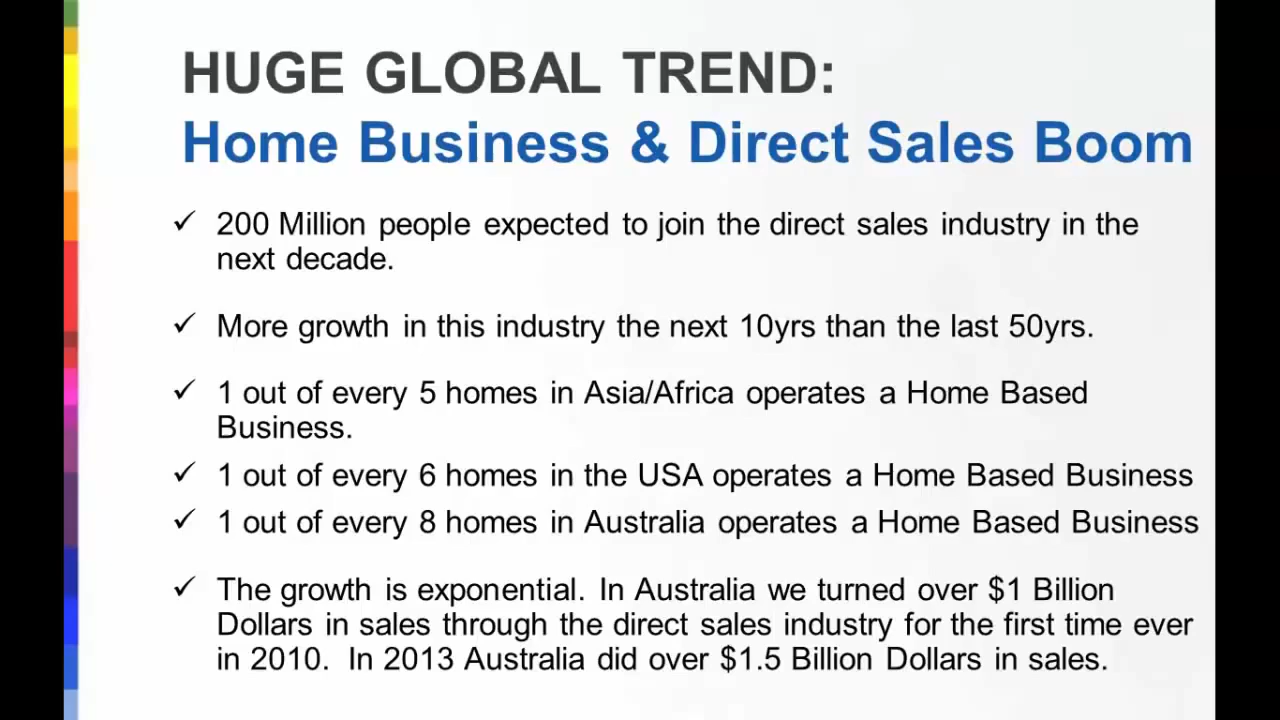 HUGE GLOBAL TREND:
Home Business & Direct Sales Boom
✓ 200 Million people expected to join the direct sales industry in the
next decade.
✓ More growth in this industry the next 10yrs than the last 50yrs.
✓ 1 out of every 5 homes in Asia/Africa operates a Home Based
Business.
✓ 1 out of every 6 homes in the USA operates a Home Based Business
✓ 1 out of every 8 homes in Australia operates a Home Based Business
✓ The growth is exponential. In Australia we turned over $1 Billion
Dollars in sales through the direct sales industry for the first time ever
in 2010. In 2013 Australia did over $1.5 Billion Dollars in sales.